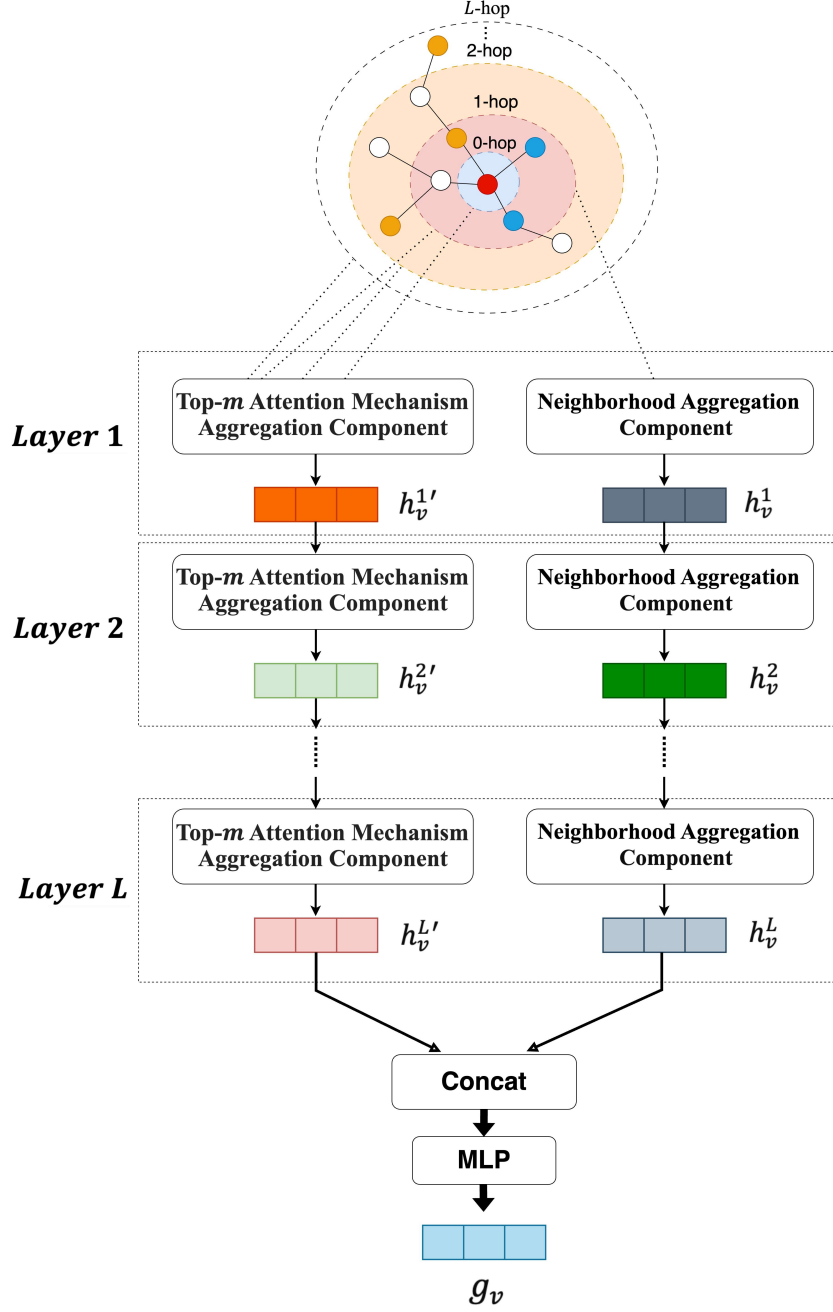 L-hop
2-hop
1-hop
0-hop
Layer 1
Top-m Attention Mechanism
Aggregation Component
Neighborhood Aggregation
Component
h_v^{1'}
h_v^1
Layer 2
Top-m Attention Mechanism
Aggregation Component
Neighborhood Aggregation
Component
h_v^{2'}
h_v^2
Layer L
Top-m Attention Mechanism
Aggregation Component
Neighborhood Aggregation
Component
h_v^{L'}
h_v^L
Concat
MLP
g_v